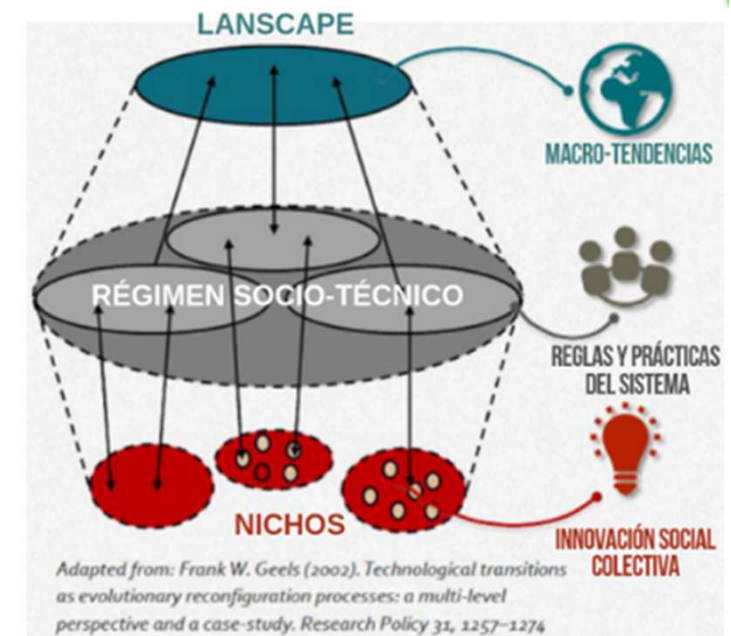 LANSCAPE
MACRO-TENDENCIAS
RÉGIMEN SOCIO-TÉCNICO
REGLAS Y PRÁCTICAS
DEL SISTEMA
NICHOS
INNOVACIÓN SOCIAL
COLECTIVA
Adapted from: Frank W. Geels (2002). Technological transitions
as evolutionary reconfiguration processes: a multi-level
perspective and a case-study. Research Policy 31, 1257–1274